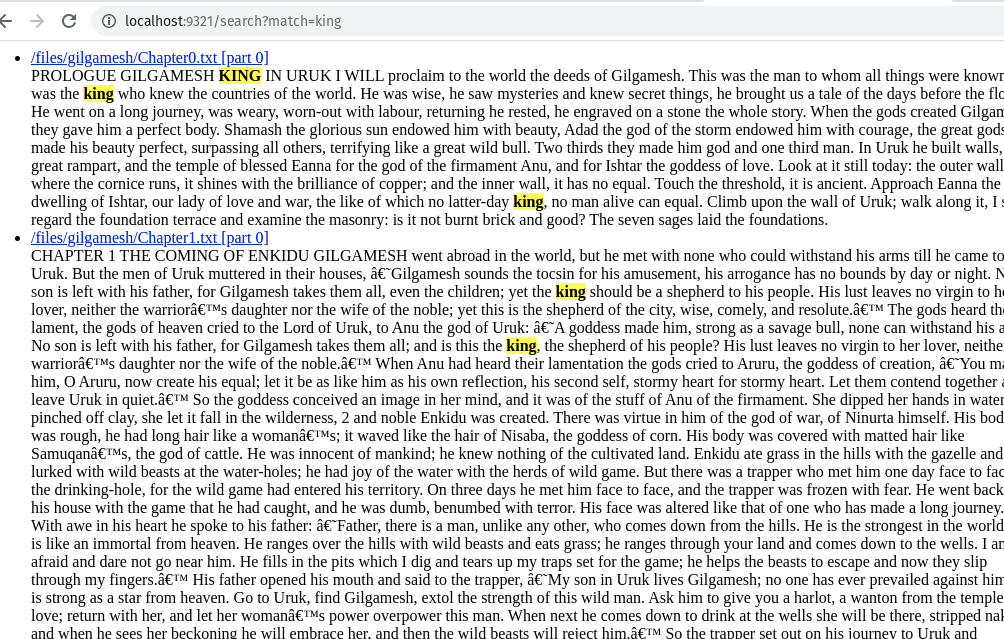 localhost:9321/search?match=king
/files/gilgamesh/Chapter0.txt [part 0]
PROLOGUE GILGAMESH KING IN URUK I WILL proclaim to the world the deeds of Gilgamesh. This was the man to whom all things were known
was the king who knew the countries of the world. He was wise, he saw mysteries and knew secret things, he brought us a tale of the days before the flo
He went on a long journey, was weary, worn-out with labour, returning he rested, he engraved on a stone the whole story. When the gods created Gilgam
they gave him a perfect body. Shamash the glorious sun endowed him with beauty, Adad the god of the storm endowed him with courage, the great gods
made his beauty perfect, surpassing all others, terrifying like a great wild bull. Two thirds they made him god and one third man. In Uruk he built walls,
great rampart, and the temple of blessed Eanna for the god of the firmament Anu, and for Ishtar the goddess of love. Look at it still today: the outer wall
where the cornice runs, it shines with the brilliance of copper; and the inner wall, it has no equal. Touch the threshold, it is ancient. Approach Eanna the
dwelling of Ishtar, our lady of love and war, the like of which no latter-day king, no man alive can equal. Climb upon the wall of Uruk; walk along it, I s
regard the foundation terrace and examine the masonry: is it not burnt brick and good? The seven sages laid the foundations.
/files/gilgamesh/Chapter1.txt [part 0]
CHAPTER 1 THE COMING OF ENKIDU GILGAMESH went abroad in the world, but he met with none who could withstand his arms till he came to
Uruk. But the men of Uruk muttered in their houses, â€˜Gilgamesh sounds the tocsin for his amusement, his arrogance has no bounds by day or night. N
son is left with his father, for Gilgamesh takes them all, even the children; yet the king should be a shepherd to his people. His lust leaves no virgin to he
lover, neither the warriorâ€™s daughter nor the wife of the noble; yet this is the shepherd of the city, wise, comely, and resolute.â€™ The gods heard the
lament, the gods of heaven cried to the Lord of Uruk, to Anu the god of Uruk: â€˜A goddess made him, strong as a savage bull, none can withstand his a
No son is left with his father, for Gilgamesh takes them all; and is this the king, the shepherd of his people? His lust leaves no virgin to her lover, neithe
warriorâ€™s daughter nor the wife of the noble.â€™ When Anu had heard their lamentation the gods cried to Aruru, the goddess of creation, â€˜You ma
him, O Aruru, now create his equal; let it be as like him as his own reflection, his second self, stormy heart for stormy heart. Let them contend together a
leave Uruk in quiet.â€™ So the goddess conceived an image in her mind, and it was of the stuff of Anu of the firmament. She dipped her hands in water
pinched off clay, she let it fall in the wilderness, 2 and noble Enkidu was created. There was virtue in him of the god of war, of Ninurta himself. His bod
was rough, he had long hair like a womanâ€™s; it waved like the hair of Nisaba, the goddess of corn. His body was covered with matted hair like
Samuqanâ€™s, the god of cattle. He was innocent of mankind; he knew nothing of the cultivated land. Enkidu ate grass in the hills with the gazelle and
lurked with wild beasts at the water-holes; he had joy of the water with the herds of wild game. But there was a trapper who met him one day face to fac
the drinking-hole, for the wild game had entered his territory. On three days he met him face to face, and the trapper was frozen with fear. He went back
his house with the game that he had caught, and he was dumb, benumbed with terror. His face was altered like that of one who has made a long journey.
With awe in his heart he spoke to his father: â€˜Father, there is a man, unlike any other, who comes down from the hills. He is the strongest in the world
is like an immortal from heaven. He ranges over the hills with wild beasts and eats grass; he ranges through your land and comes down to the wells. I am
afraid and dare not go near him. He fills in the pits which I dig and tears up my traps set for the game; he helps the beasts to escape and now they slip
through my fingers.â€™ His father opened his mouth and said to the trapper, â€˜My son in Uruk lives Gilgamesh; no one has ever prevailed against him
is strong as a star from heaven. Go to Uruk, find Gilgamesh, extol the strength of this wild man. Ask him to give you a harlot, a wanton from the temple
love; return with her, and let her womanâ€™s power overpower this man. When next he comes down to drink at the wells she will be there, stripped nal
and when he sees her beckoning he will embrace her, and then the wild beasts will reject him.â€™ So the trapper set out on his journey to Uruk and